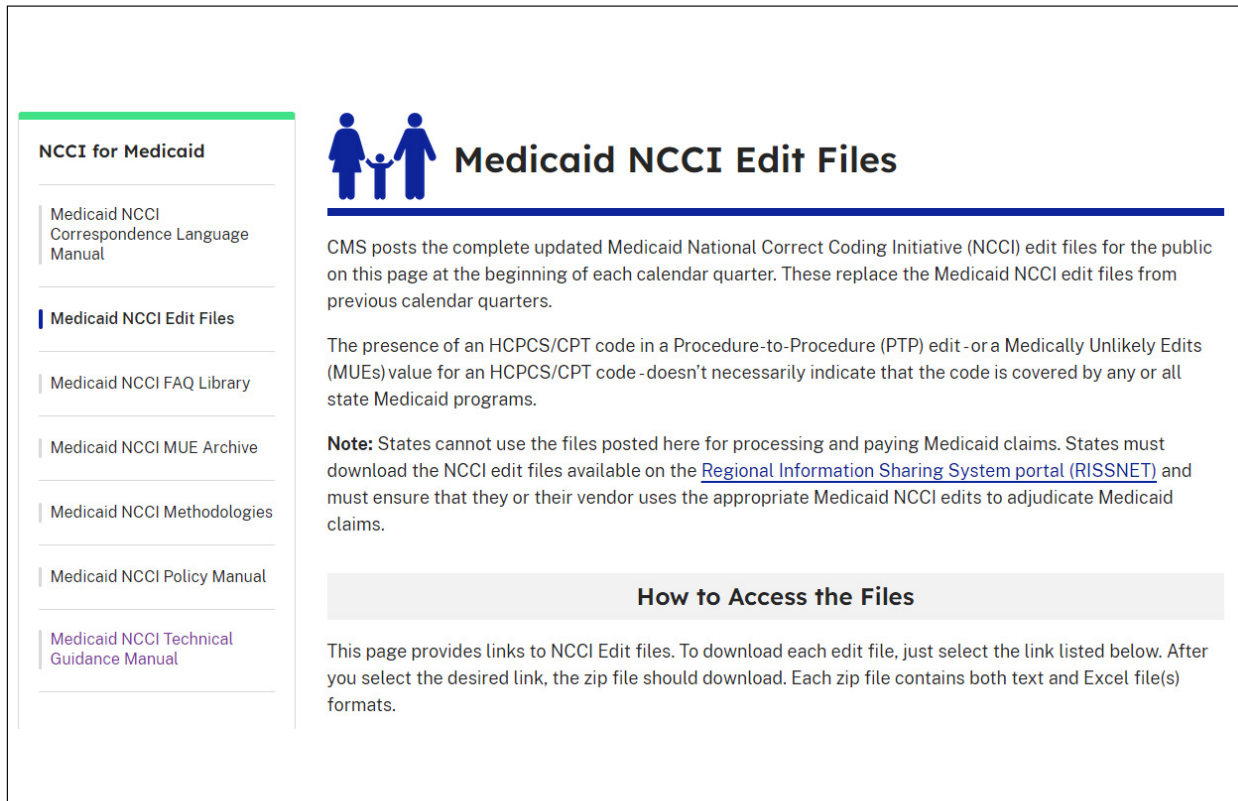 NCCI for Medicaid
Medicaid NCCI
Correspondence Language
Manual
Medicaid NCCI Edit Files
Medicaid NCCI FAQ Library
Medicaid NCCI MUE Archive
Medicaid NCCI Methodologies
Medicaid NCCI Policy Manual
Medicaid NCCI Technical
Guidance Manual
Medicaid NCCI Edit Files
CMS posts the complete updated Medicaid National Correct Coding Initiative (NCCI) edit files for the public
on this page at the beginning of each calendar quarter. These replace the Medicaid NCCI edit files from
previous calendar quarters.
The presence of an HCPCS/CPT code in a Procedure-to-Procedure (PTP) edit - or a Medically Unlikely Edits
(MUEs) value for an HCPCS/CPT code - doesn't necessarily indicate that the code is covered by any or all
state Medicaid programs.
Note: States cannot use the files posted here for processing and paying Medicaid claims. States must
download the NCCI edit files available on the Regional Information Sharing System portal (RISSNET) and
must ensure that they or their vendor uses the appropriate Medicaid NCCI edits to adjudicate Medicaid
claims.
How to Access the Files
This page provides links to NCCI Edit files. To download each edit file, just select the link listed below. After
you select the desired link, the zip file should download. Each zip file contains both text and Excel file(s)
formats.